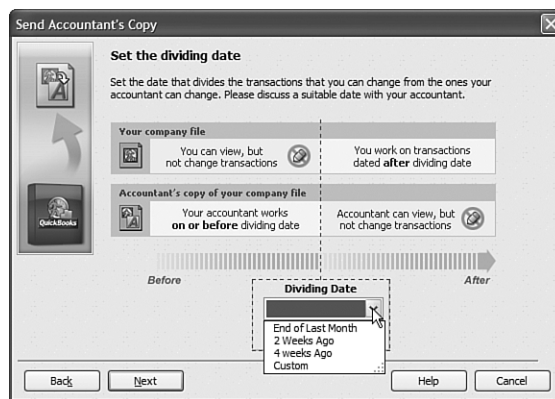 Send Accountant's Copy
Set the dividing date
Set the date that divides the transactions that you can change from the ones your
accountant can change. Please discuss a suitable date with your accountant.
Your company file
You can view, but
not change transactions
You work on transactions
dated after dividing date
Accountant's copy of your company file
Your accountant works
on or before dividing date
Accountant can view, but
not change transactions
QuickBooks
Before
After
Dividing Date
End of Last Month
2 Weeks Ago
4 weeks Ago
Custom
Back
Next
Help
Cancel